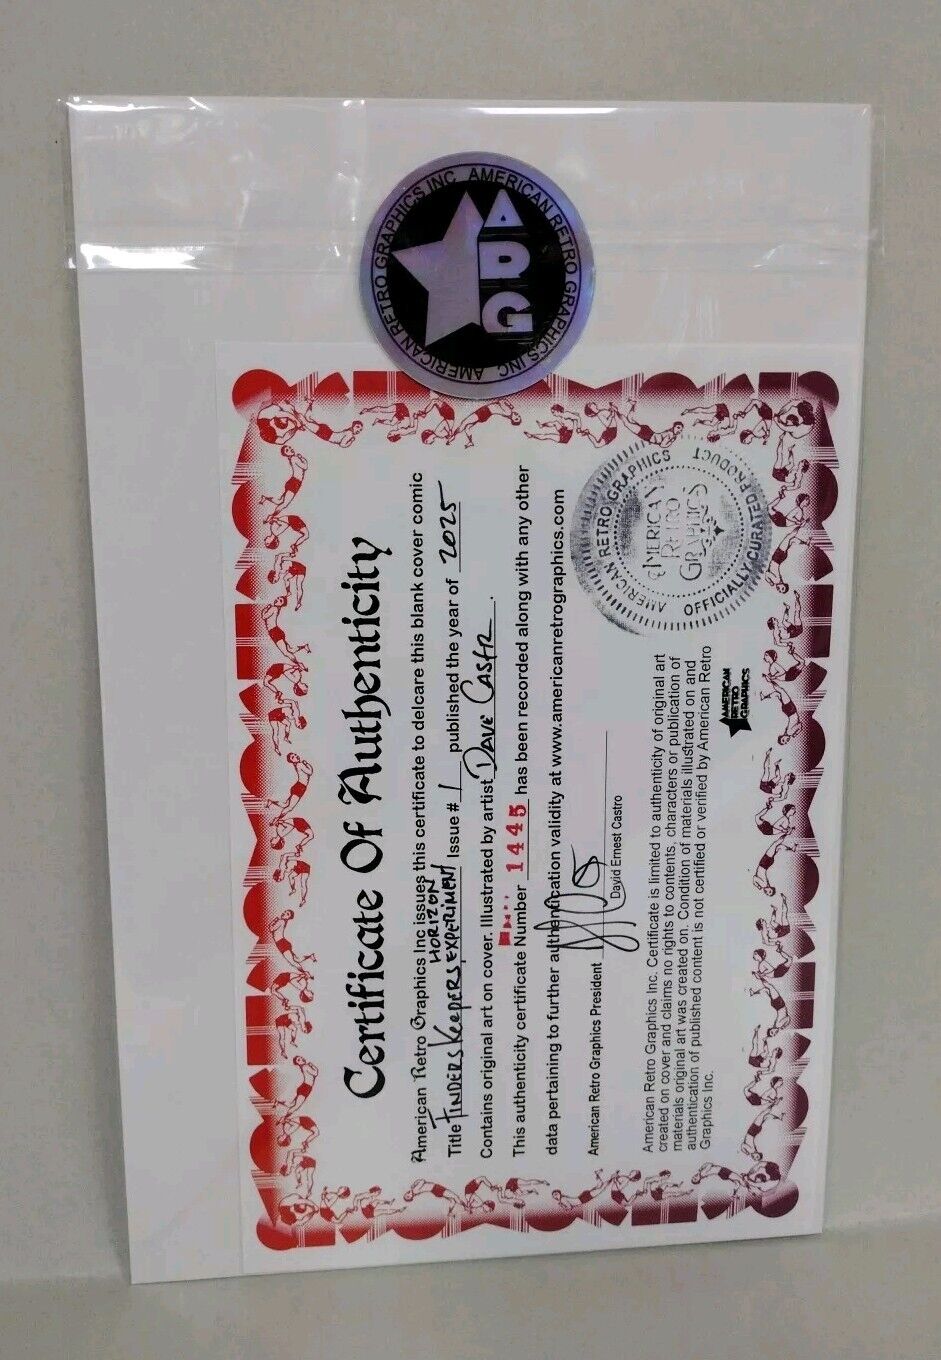 AMERICAN RETRO GRAPHICS INC. AMERICAN RETRO GRAPHICS INC.
ARG
Certificate Of Authenticity
American Retro Graphics Inc issues this certificate to delcare this blank cover comic
HORIZON
Title FINDERS KEEPERS, EXPERIMENT Issue # 1 published the year of 2025
Contains original art on cover. Illustrated by artist DAVE CASTR.
This authenticity certificate Number 1445 has been recorded along with any other
data pertaining to further authentication validity at www.americanretrographics.com
American Retro Graphics President
David Ernest Castro
American Retro Graphics Inc. Certificate is limited to authenticity of original art
created on cover and claims no rights to contents, characters or publication of
materials original art was created on. Condition of materials illustrated on and
authentication of published content is not certified or verified by American Retro
Graphics Inc.
AMERICAN
RETRO
GRAPHICS
AMERICAN RETRO GRAPHICS
OFFICIALLY CURATED PRODUCT
AMERICAN
RETRO
GRAPHICS